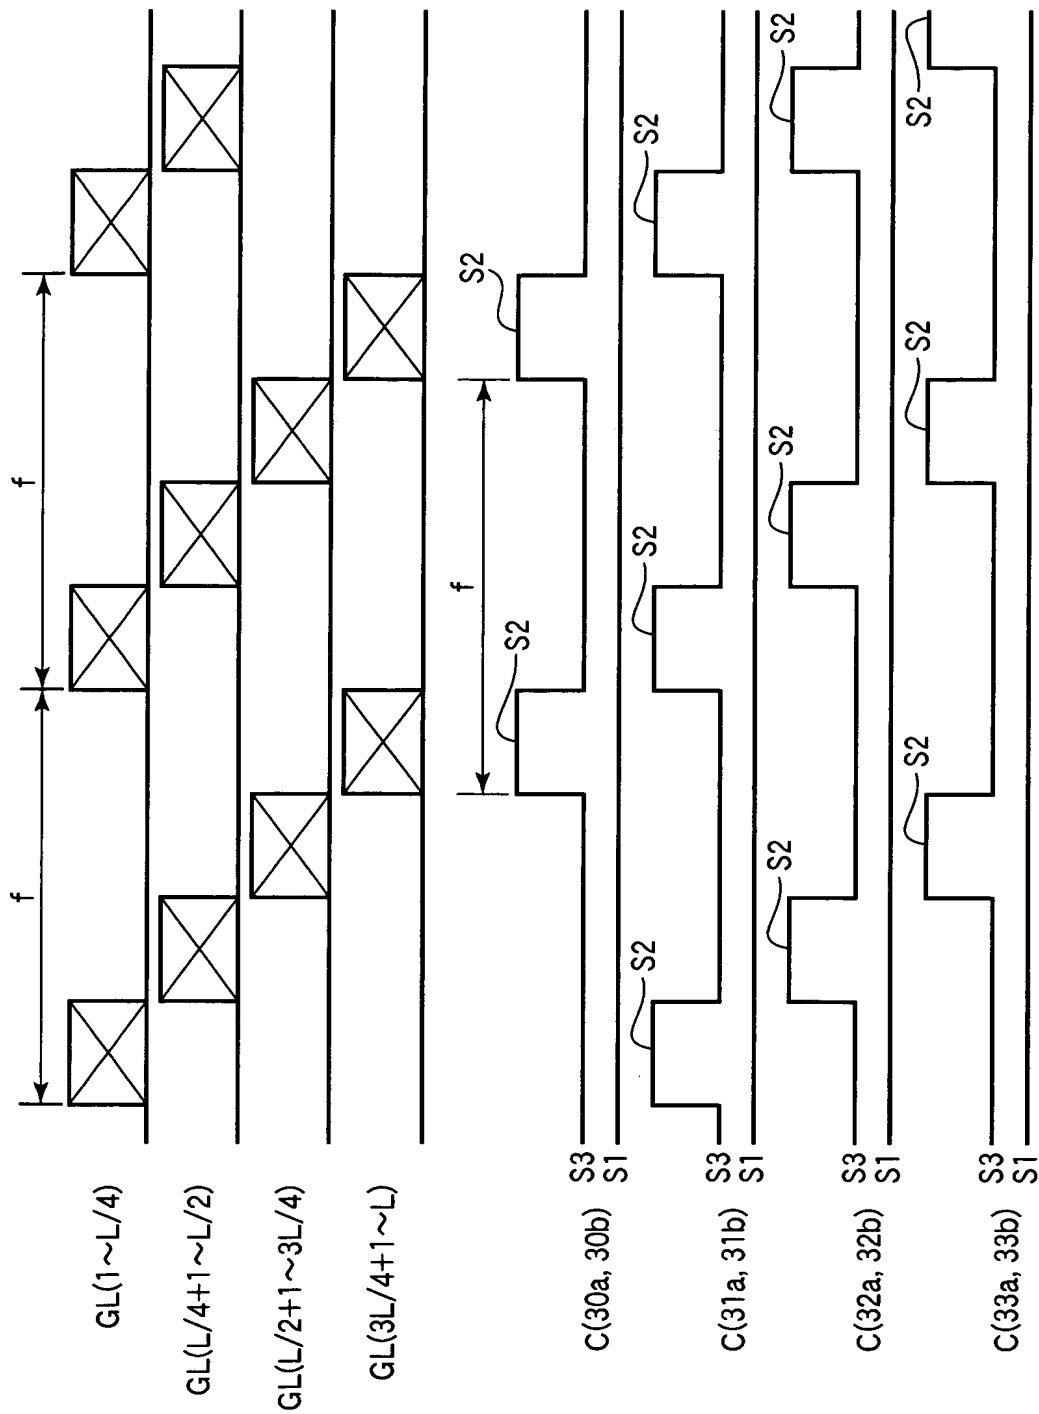 f
f
GL(1~L/4)
GL(L/4+1~L/2)
GL(L/2+1~3L/4)
GL(3L/4+1~L)
f
S2
S2
C(30a, 30b)
S3
S1
S2
S2
S2
C(31a, 31b)
S3
S1
S2
S2
S2
C(32a, 32b)
S3
S1
S2
S2
S2
C(33a, 33b)
S3
S1